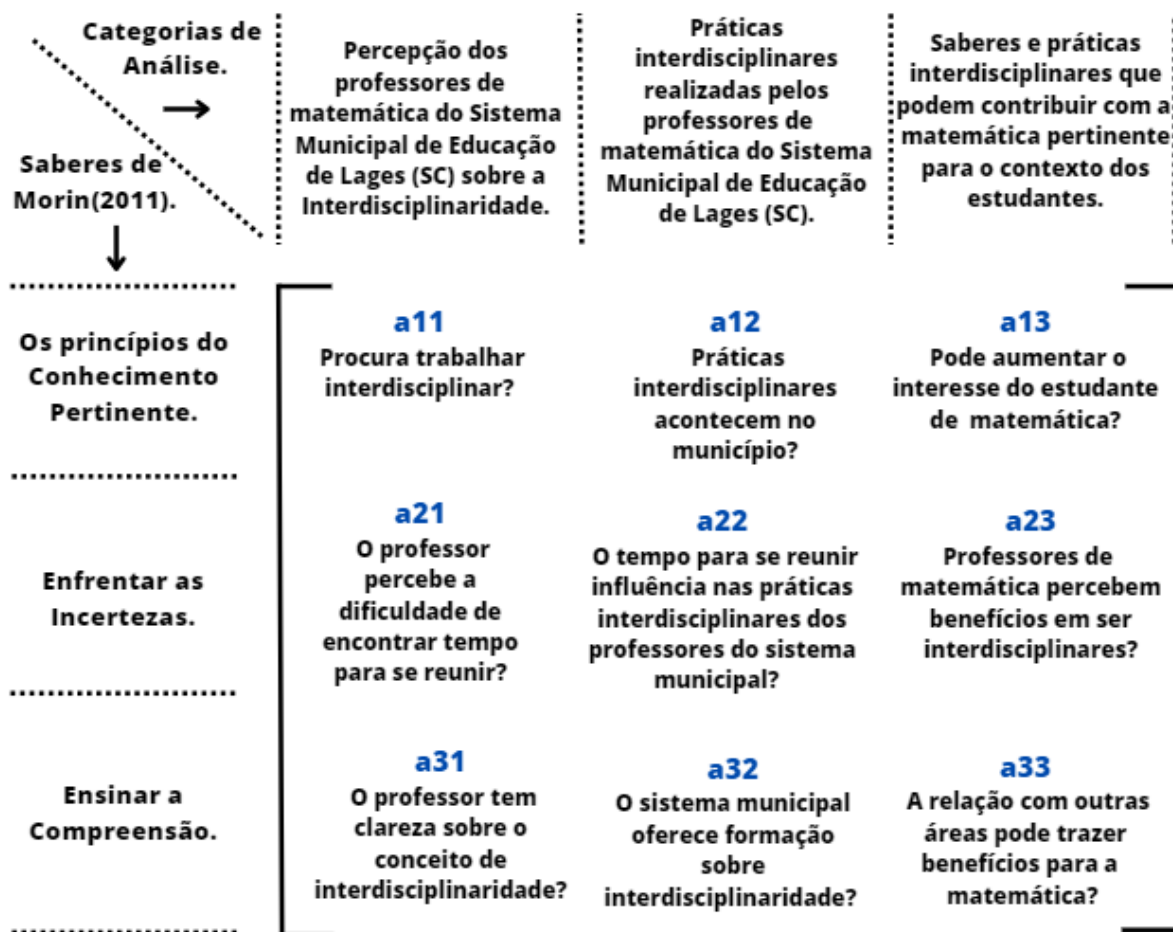 Categorias de
Análise.
Saberes de
Morin(2011).
Percepção dos
professores de
matemática do Sistema
Municipal de Educação
de Lages (SC) sobre a
Interdisciplinaridade.
Práticas
interdisciplinares
realizadas pelos
professores de
matemática do Sistema
Municipal de Educação
de Lages (SC).
Saberes e práticas
interdisciplinares que
podem contribuir com a
matemática pertinente
para o contexto dos
estudantes.
Os princípios do
Conhecimento
Pertinente.
a11
Procura trabalhar
interdisciplinar?
a12
Práticas
interdisciplinares
acontecem no
município?
a13
Pode aumentar o
interesse do estudante
de matemática?
Enfrentar as
Incertezas.
a21
O professor
percebe a
dificuldade de
encontrar tempo
para se reunir?
a22
O tempo para se reunir
influência nas práticas
interdisciplinares dos
professores do sistema
municipal?
a23
Professores de
matemática percebem
benefícios em ser
interdisciplinares?
Ensinar a
Compreensão.
a31
O professor tem
clareza sobre o
conceito de
interdisciplinaridade?
a32
O sistema municipal
oferece formação
sobre
interdisciplinaridade?
a33
A relação com outras
áreas pode trazer
benefícios para a
matemática?